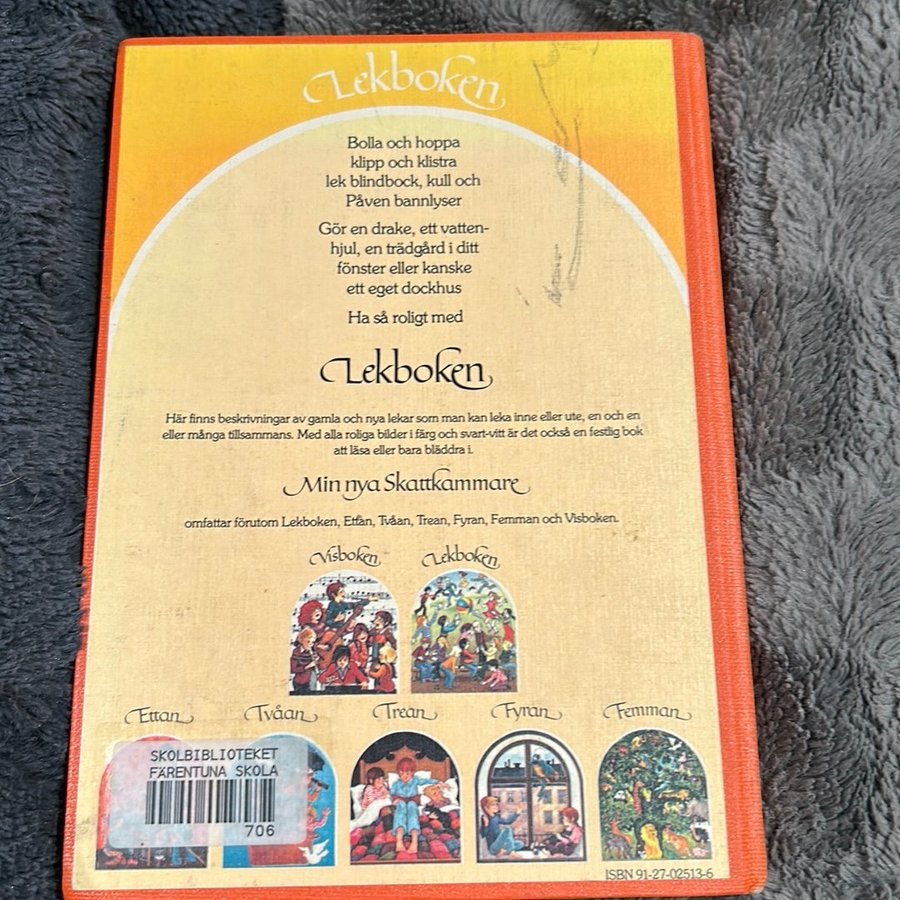 Lekboken
Bolla och hoppa
klipp och klistra
lek blindbock, kull och
Påven bannlyser
Gör en drake, ett vatten-
hjul, en trädgård i ditt
fönster eller kanske
ett eget dockhus
Ha så roligt med
Lekboken
Här finns beskrivningar av gamla och nya lekar som man kan leka inne eller ute, en och en
eller många tillsammans. Med alla roliga bilder i färg och svart-vitt är det också en festlig bok
att läsa eller bara bläddra i.
Min nya Skattkammare
omfattar förutom Lekboken, Ettan, Tvåan, Trean, Fyran, Femman och Visboken.
Visboken Lekboken
Ettan Tvåan Trean Fyran Femman
SKOLBIBLIOTEKET
FÄRENTUNA SKOLA
706
ISBN 91-27-02513-6